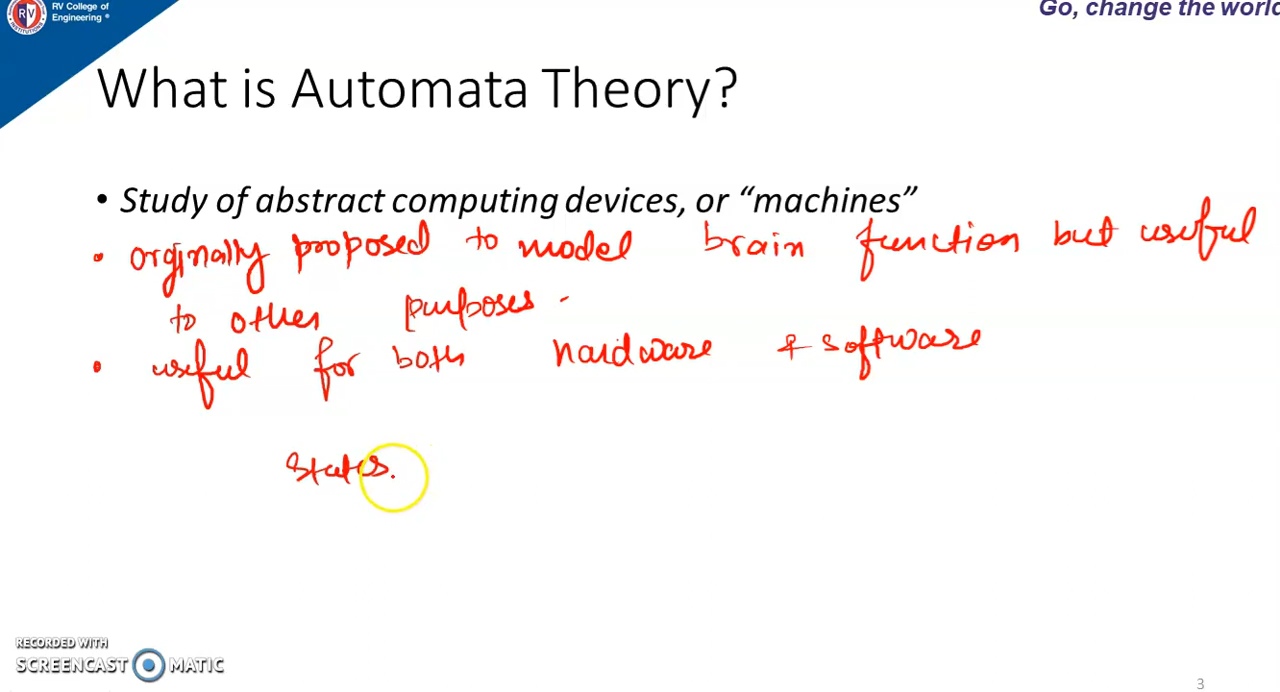 RV College of
Engineering ®
Go, change the world
RV
INSTITUTIONS
What is Automata Theory?
• Study of abstract computing devices, or “machines”
• orginally proposed to model brain function but useful
to other purposes.
• useful for both hardware & software
States.
RECORDED WITH
SCREENCAST MATIC
3